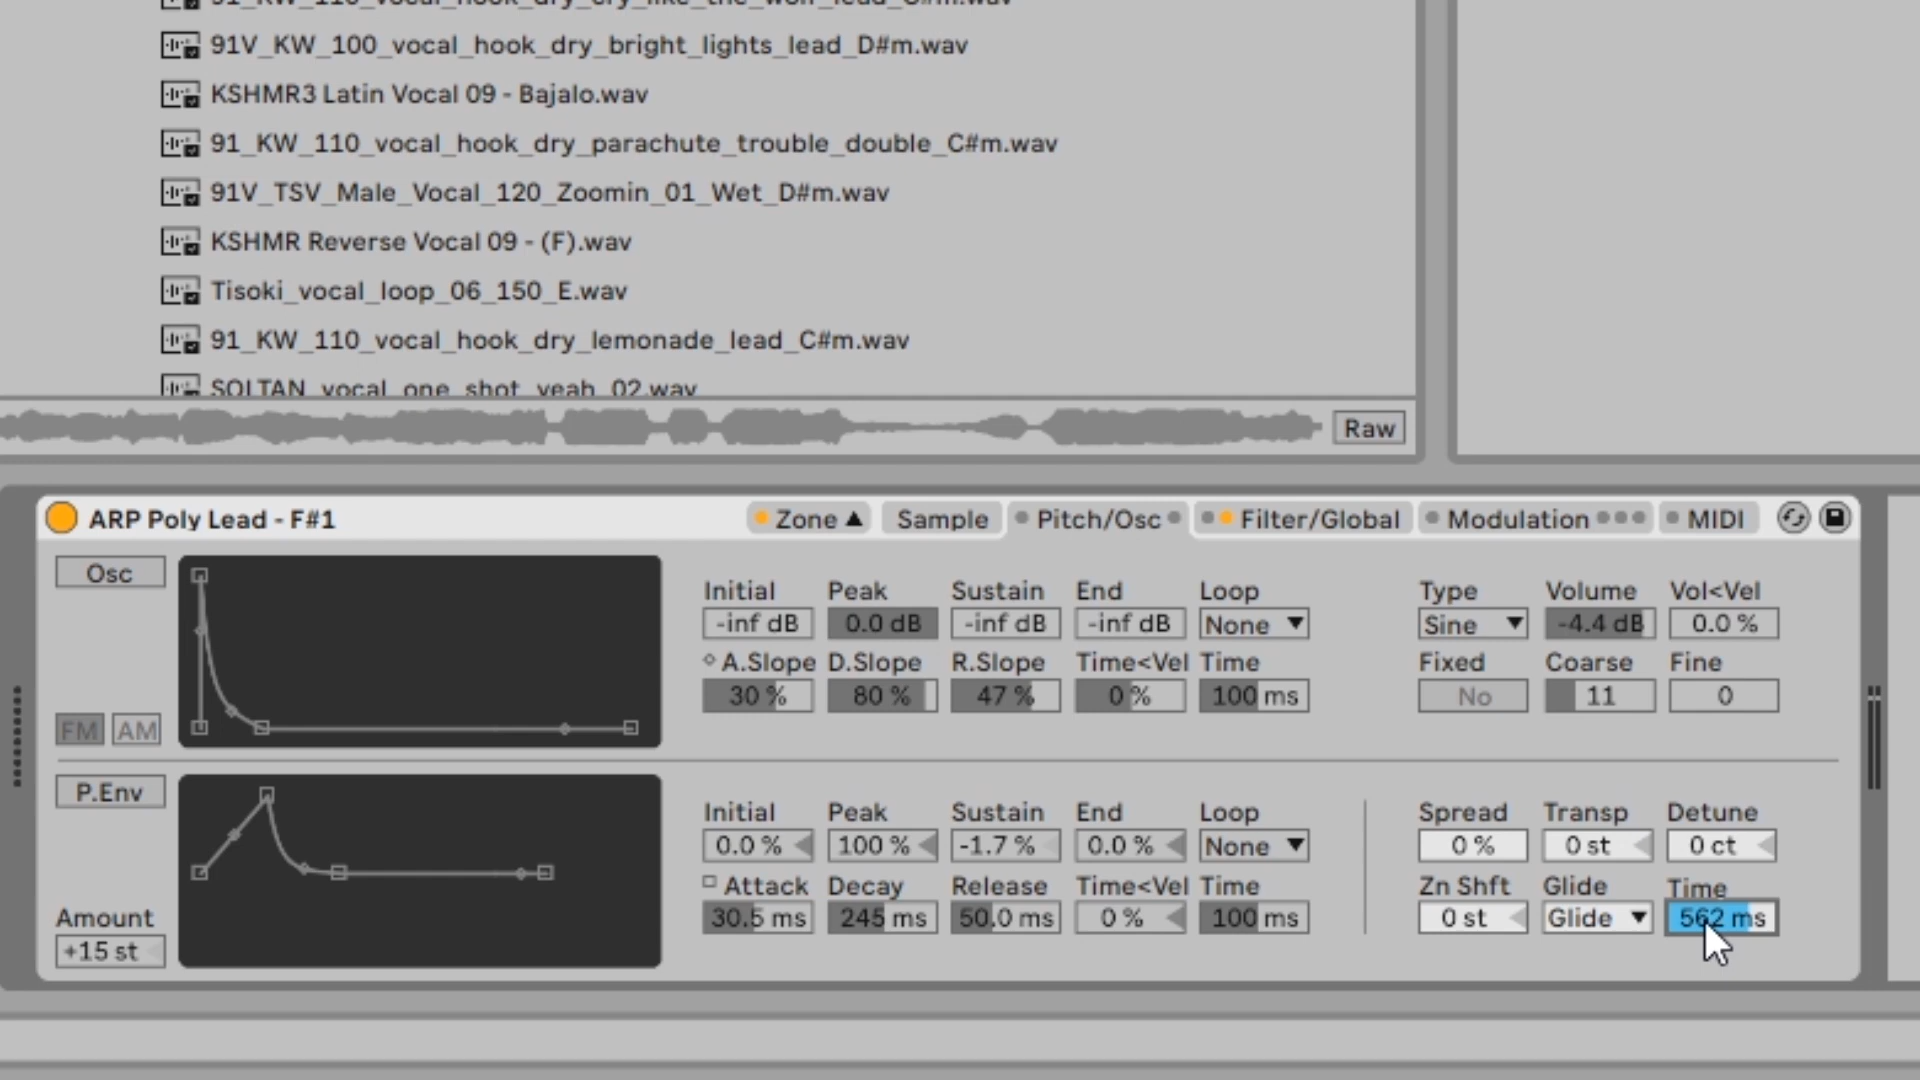 91V_KW_100_vocal_hook_dry_bright_lights_lead_D#m.wav
KSHMR3 Latin Vocal 09 - Bajalo.wav
91_KW_110_vocal_hook_dry_parachute_trouble_double_C#m.wav
91V_TSV_Male_Vocal_120_Zoomin_01_Wet_D#m.wav
KSHMR Reverse Vocal 09 - (F).wav
Tisoki_vocal_loop_06_150_E.wav
91_KW_110_vocal_hook_dry_lemonade_lead_C#m.wav
SOLTAN_vocal_one_shot_yeah_02.wav
Raw
ARP Poly Lead - F#1 Zone Sample Pitch/Osc Filter/Global Modulation MIDI
Osc
Initial Peak Sustain End Loop Type Volume Vol<Vel
-inf dB 0.0 dB -inf dB -inf dB None Sine -4.4 dB 0.0 %
A.Slope D.Slope R.Slope Time<Vel Time Fixed Coarse Fine
30 % 80 % 47 % 0 % 100 ms No 11 0
FM AM
P.Env
Initial Peak Sustain End Loop Spread Transp Detune
0.0 % 100 % -1.7 % 0.0 % None 0 % 0 st 0 ct
Attack Decay Release Time<Vel Time Zn Shft Glide Time
30.5 ms 245 ms 50.0 ms 0 % 100 ms 0 st Glide 562 ms
Amount
+15 st